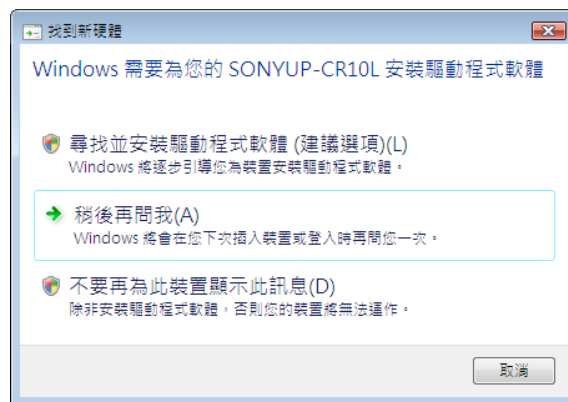 找到新硬體
Windows 需要為您的 SONYUP-CR10L 安裝驅動程式軟體
尋找並安裝驅動程式軟體 (建議選項)(L)
Windows 將逐步引導您為裝置安裝驅動程式軟體。
稍後再問我(A)
Windows 將會在您下次插入裝置或登入時再問您一次。
不要再為此裝置顯示此訊息(D)
除非安裝驅動程式軟體，否則您的裝置將無法運作。
取消